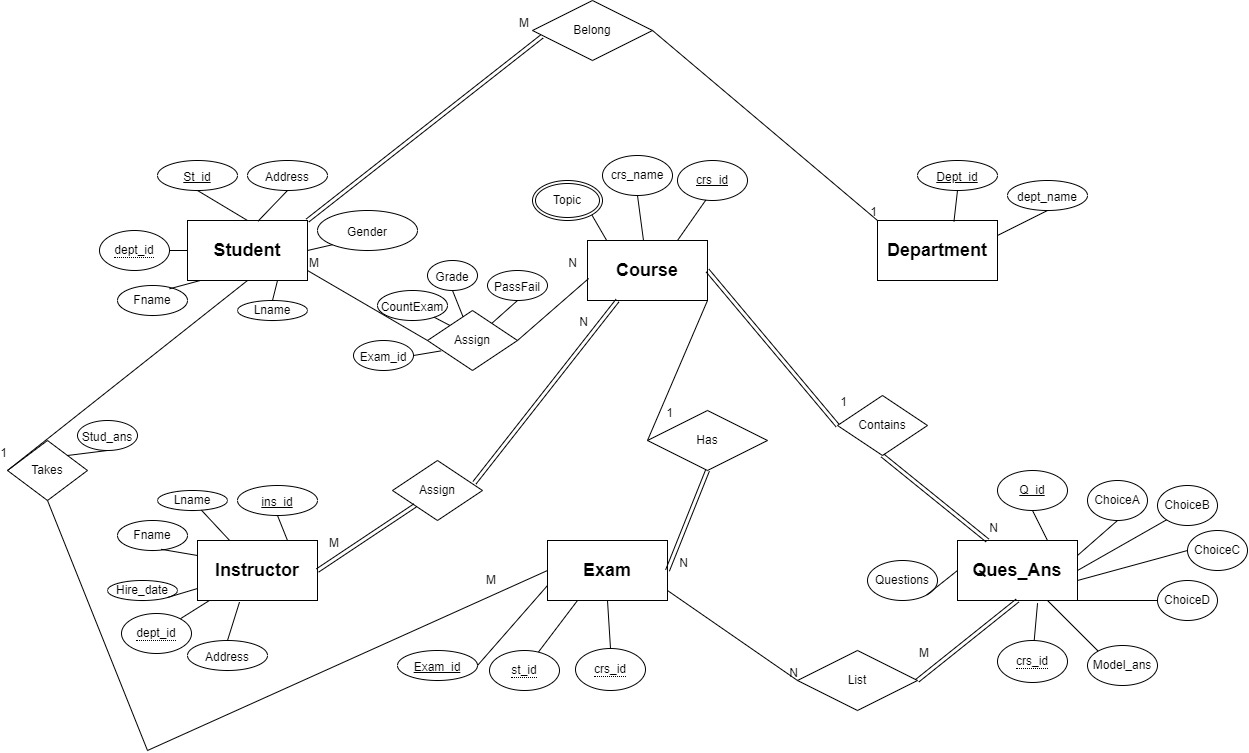 M
Belong
St_id
Address
crs_name
crs_id
Dept_id
dept_name
Topic
1
Gender
dept_id
Student
Department
M
N
Course
Grade
PassFail
Fname
Lname
CountExam
N
Assign
Exam_id
1
1
Contains
Stud_ans
Has
1
Takes
Assign
Q_id
ChoiceA
ChoiceB
Lname
ins_id
Fname
M
N
ChoiceC
N
Instructor
Exam
Ques_Ans
M
Questions
Hire_date
ChoiceD
dept_id
Address
Exam_id
st_id
crs_id
M
crs_id
Model_ans
N
List